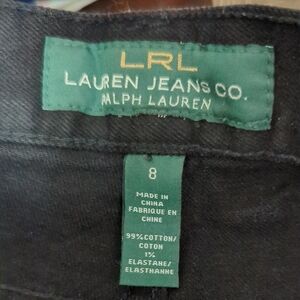 LRL
LAUREN JEANS CO.
RALPH LAUREN
8
MADE IN
CHINA
FABRIQUE EN
CHINE
99% COTTON/
COTON
1%
ELASTANE/
ELASTHANNE